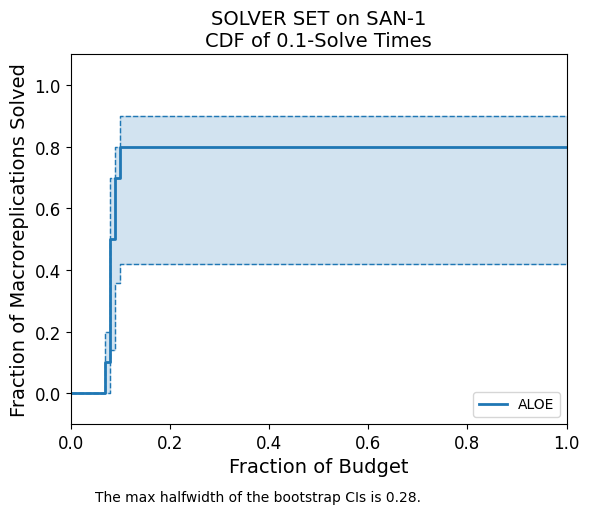 SOLVER SET on SAN-1
CDF of 0.1-Solve Times
Fraction of Macroreplications Solved
1.0
0.8
0.6
0.4
0.2
0.0
ALOE
0.0 0.2 0.4 0.6 0.8 1.0
Fraction of Budget
The max halfwidth of the bootstrap CIs is 0.28.